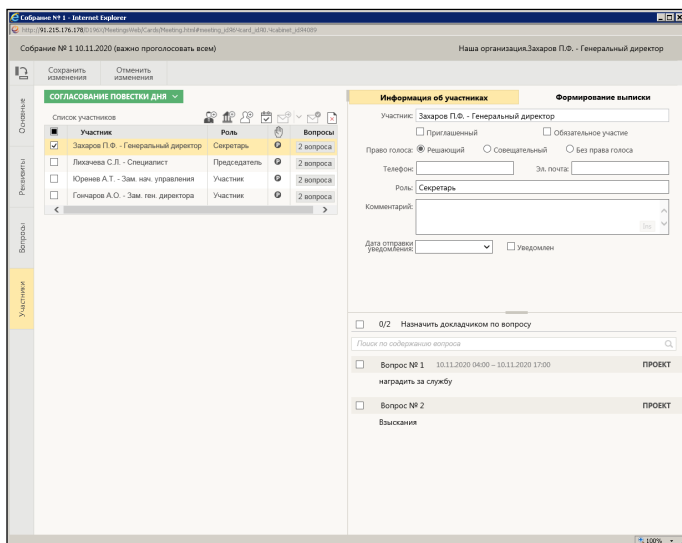 Собрание № 1 - Internet Explorer
Собрание № 1 10.11.2020 (важно проголосовать всем)
Наша организация.Захаров П.Ф. - Генеральный директор
Сохранить изменения
Отменить изменения
Основные
Реквизиты
Вопросы
Участники
СОГЛАСОВАНИЕ ПОВЕСТКИ ДНЯ
Список участников
Участник Роль Вопросы
Захаров П.Ф. - Генеральный директор Секретарь 2 вопроса
Лихачева С.Л. - Специалист Председатель 2 вопроса
Юренев А.Т. - Зам. нач. управления Участник 2 вопроса
Гончаров А.О. - Зам. ген. директора Участник 2 вопроса
Информация об участниках
Формирование выписки
Участник: Захаров П.Ф. - Генеральный директор
Приглашенный Обязательное участие
Право голоса: Решающий Совещательный Без права голоса
Телефон: Эл. почта:
Роль: Секретарь
Комментарий:
Дата отправки уведомления: Уведомлен
0/2 Назначить докладчиком по вопросу
Поиск по содержанию вопроса
Вопрос № 1 10.11.2020 04:00 – 10.11.2020 17:00 ПРОЕКТ
наградить за службу
Вопрос № 2 ПРОЕКТ
Взыскания
100%